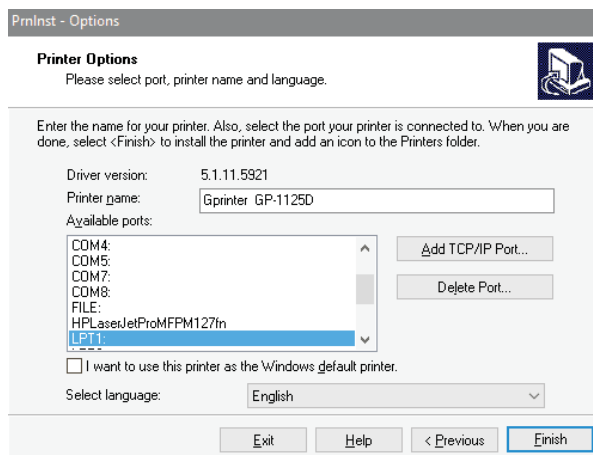 PrnInst - Options
Printer Options
Please select port, printer name and language.
Enter the name for your printer. Also, select the port your printer is connected to. When you are
done, select <Finish> to install the printer and add an icon to the Printers folder.
Driver version: 5.1.11.5921
Printer name: Gprinter GP-1125D
Available ports:
COM4:
COM5:
COM7:
COM8:
FILE:
HPLaserJetProMFPM127fn
LPT1:
Add TCP/IP Port...
Delete Port...
I want to use this printer as the Windows default printer.
Select language: English
Exit Help < Previous Finish